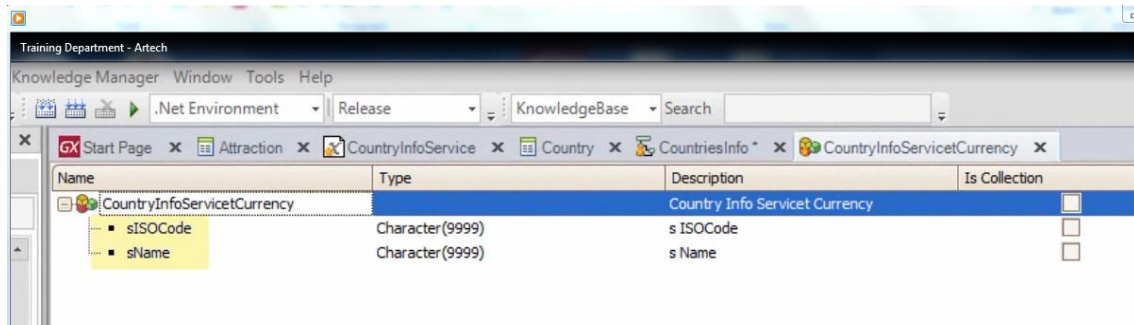 Training Department - Artech
Knowledge Manager Window Tools Help
.Net Environment Release KnowledgeBase Search
GX Start Page Attraction CountryInfoService Country CountriesInfo * CountryInfoServicetCurrency
Name Type Description Is Collection
CountryInfoServicetCurrency Country Info Servicet Currency
sISOCode Character(9999) s ISOCode
sName Character(9999) s Name